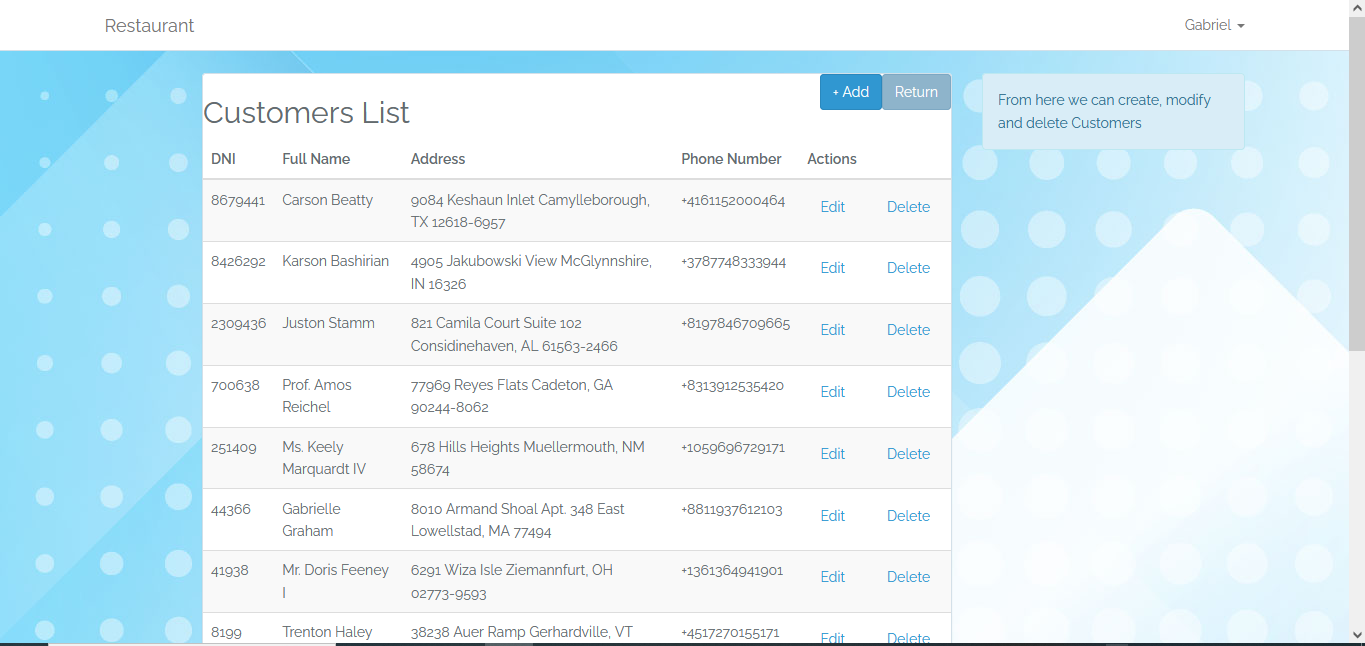 Restaurant
Gabriel
+ Add
Return
From here we can create, modify
and delete Customers
Customers List
DNI Full Name Address Phone Number Actions
8679441 Carson Beatty 9084 Keshaun Inlet Camylleborough, +4161152000464 Edit Delete
TX 12618-6957
8426292 Karson Bashirian 4905 Jakubowski View McGlynnshire, +3787748333944 Edit Delete
IN 16326
2309436 Juston Stamm 821 Camila Court Suite 102 +8197846709665 Edit Delete
Considinehaven, AL 61563-2466
700638 Prof. Amos 77969 Reyes Flats Cadeton, GA +8313912535420 Edit Delete
Reichel 90244-8062
251409 Ms. Keely 678 Hills Heights Muellermouth, NM +1059696729171 Edit Delete
Marquardt IV 58674
44366 Gabrielle 8010 Armand Shoal Apt. 348 East +8811937612103 Edit Delete
Graham Lowellstad, MA 77494
41938 Mr. Doris Feeney 6291 Wiza Isle Ziemannfurt, OH +1361364941901 Edit Delete
I 02773-9593
8199 Trenton Haley 38238 Auer Ramp Gerhardville, VT +4517270155171 Edit Delete